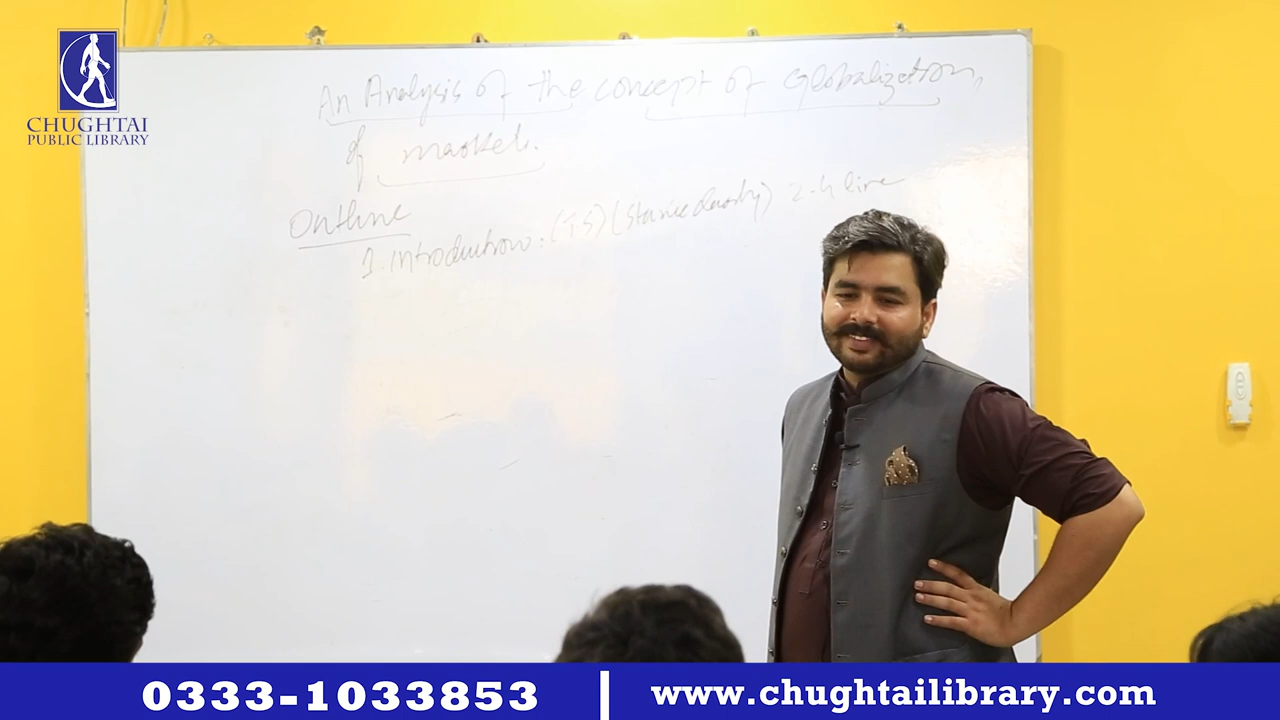 CHUGHTAI
PUBLIC LIBRARY
An Analysis of the concept of Globalization,
of markets.
Outline
1. Introduction: (T.S) (Stance clarity) 2-4 line
0333-1033853
www.chughtailibrary.com